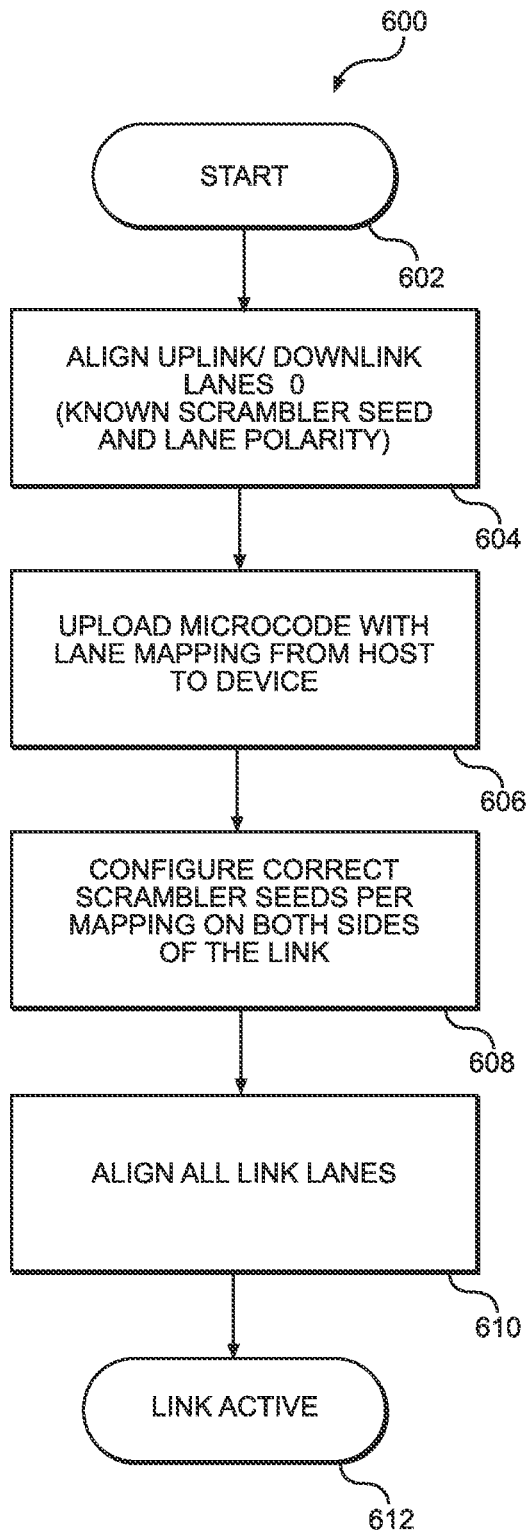 600
START
602
ALIGN UPLINK/ DOWNLINK
LANES 0
(KNOWN SCRAMBLER SEED
AND LANE POLARITY)
604
UPLOAD MICROCODE WITH
LANE MAPPING FROM HOST
TO DEVICE
606
CONFIGURE CORRECT
SCRAMBLER SEEDS PER
MAPPING ON BOTH SIDES
OF THE LINK
608
ALIGN ALL LINK LANES
610
LINK ACTIVE
612